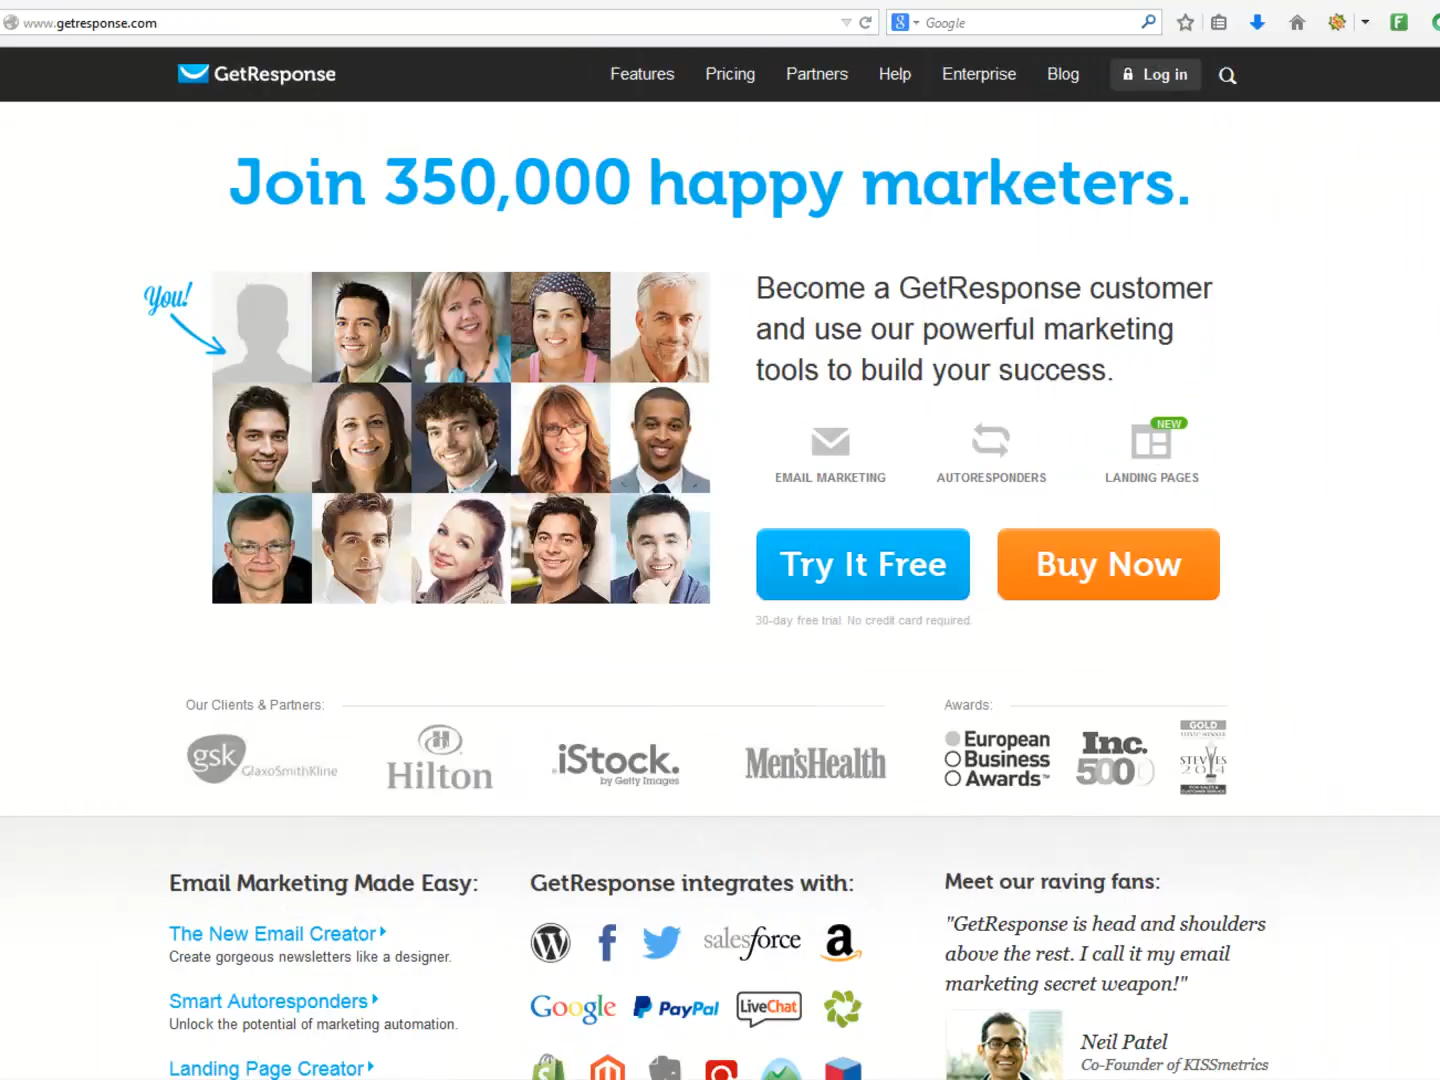 www.getresponse.com
Google
GetResponse
Features
Pricing
Partners
Help
Enterprise
Blog
Log in
Join 350,000 happy marketers.
You!
Become a GetResponse customer
and use our powerful marketing
tools to build your success.
NEW
EMAIL MARKETING
AUTORESPONDERS
LANDING PAGES
Try It Free
Buy Now
30-day free trial. No credit card required.
Our Clients & Partners:
Awards:
gsk
GlaxoSmithKline
Hilton
iStock.
by Getty Images
Men'sHealth
European
Business
Awards™
Inc.
5000
GOLD
STEVIES
2014
FOR SALES &
CUSTOMER SERVICE
Email Marketing Made Easy:
The New Email Creator
Create gorgeous newsletters like a designer.
Smart Autoresponders
Unlock the potential of marketing automation.
Landing Page Creator
GetResponse integrates with:
salesforce
a
Google
PayPal
LiveChat
Meet our raving fans:
"GetResponse is head and shoulders
above the rest. I call it my email
marketing secret weapon!"
Neil Patel
Co-Founder of KISSmetrics